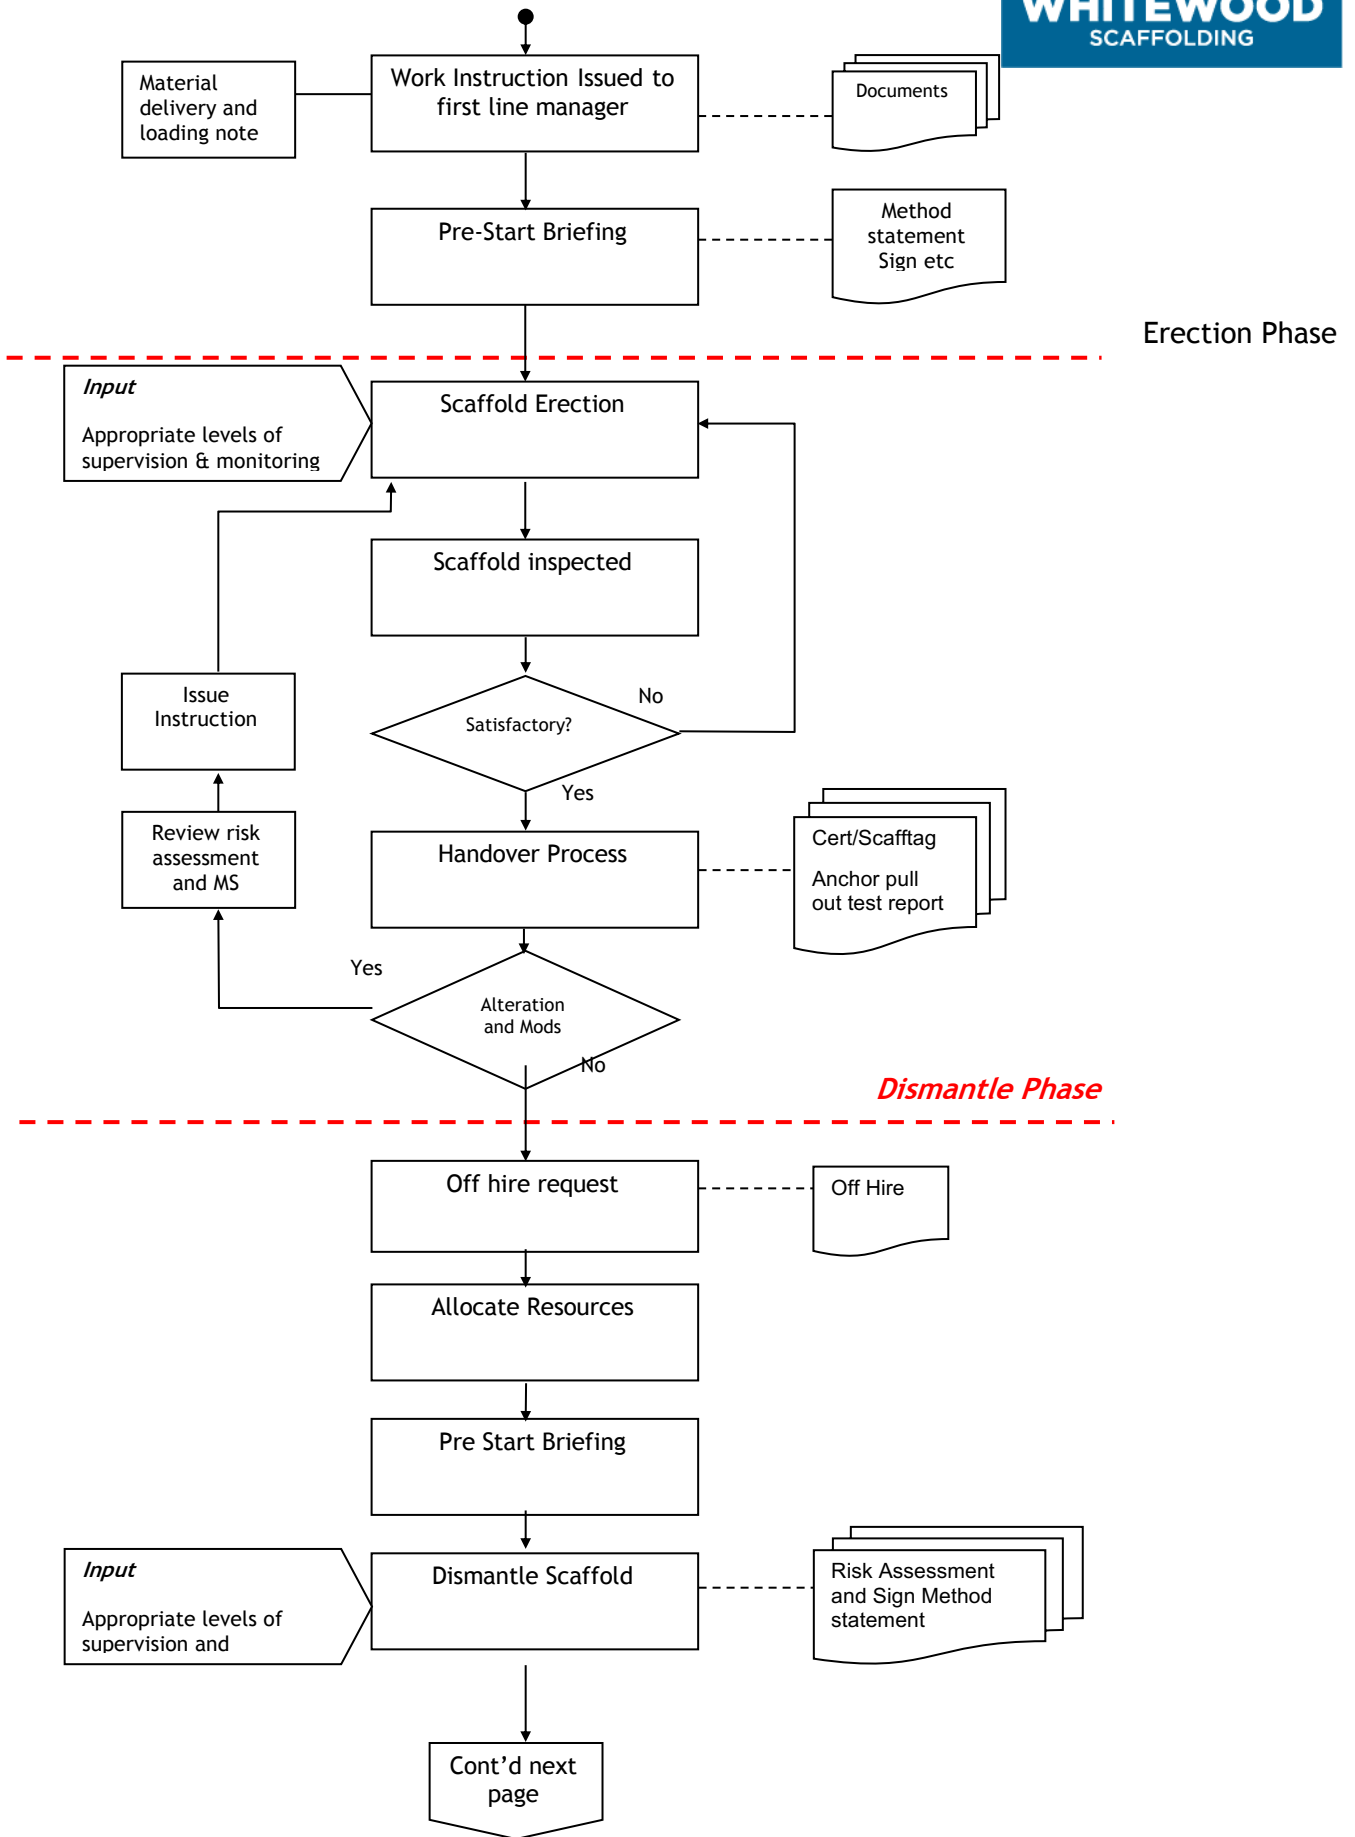 WHITEWOOD
SCAFFOLDING
Material
delivery and
loading note
Work Instruction Issued to
first line manager
Documents
Pre-Start Briefing
Method
statement
Sign etc
Erection Phase
Input
Appropriate levels of
supervision & monitoring
Scaffold Erection
Scaffold inspected
Issue
Instruction
Satisfactory?
No
Yes
Review risk
assessment
and MS
Handover Process
Cert/Scafftag
Anchor pull
out test report
Yes
Alteration
and Mods
No
Dismantle Phase
Off hire request
Off Hire
Allocate Resources
Pre Start Briefing
Input
Appropriate levels of
supervision and
Dismantle Scaffold
Risk Assessment
and Sign Method
statement
Cont'd next
page